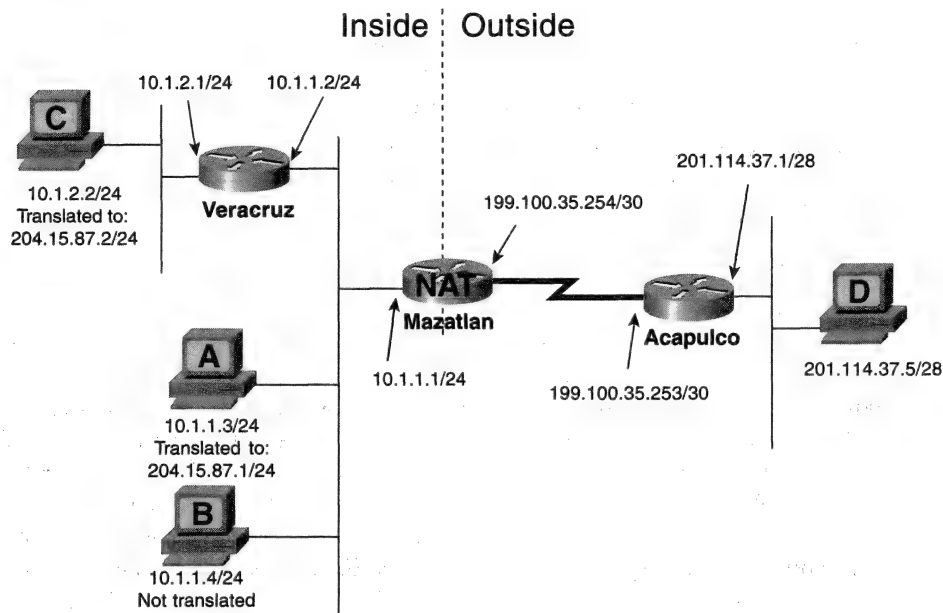 Inside Outside
10.1.2.1/24
10.1.1.2/24
C
10.1.2.2/24
Translated to:
204.15.87.2/24
Veracruz
201.114.37.1/28
199.100.35.254/30
NAT
Mazatlan
Acapulco
D
201.114.37.5/28
A
10.1.1.1/24
199.100.35.253/30
10.1.1.3/24
Translated to:
204.15.87.1/24
B
10.1.1.4/24
Not translated